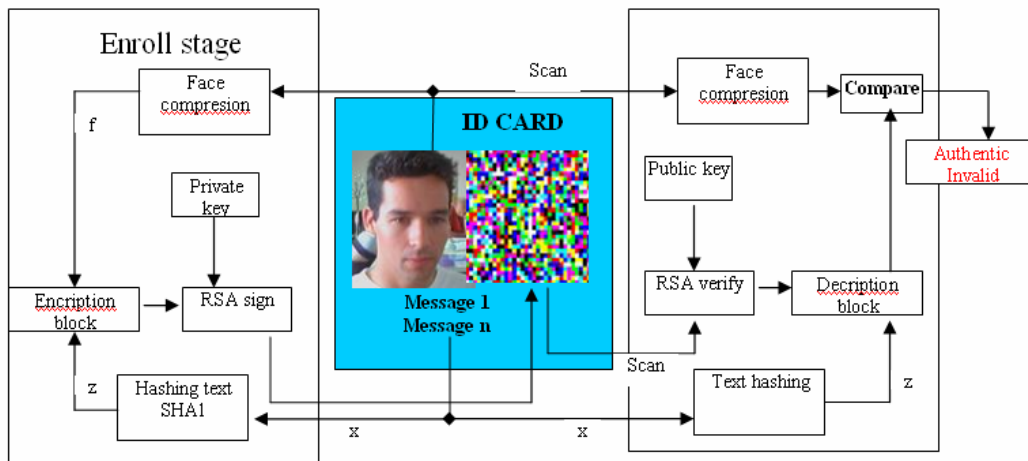 Enroll stage
Face
compresion
f
Private
key
Encription
block
RSA sign
z
Hashing text
SHA1
x
Scan
ID CARD
Message 1
Message n
x
Scan
Face
compresion
Compare
Authentic
Invalid
Public key
RSA verify
Decription
block
Text hashing
z